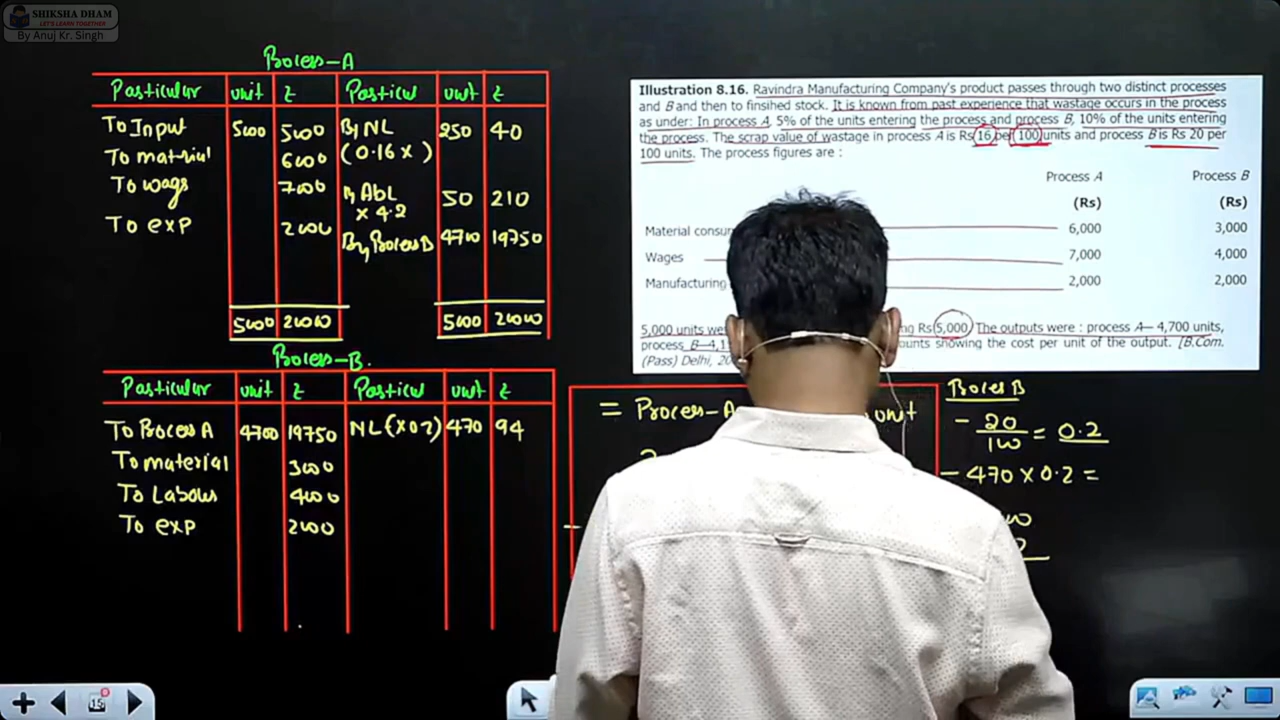 SHIKSHA DHAM
LET'S LEARN TOGETHER
By Anuj Kr. Singh
Process-A
Particular unit ₹ Particul unit ₹
To Input 5000 5000 By NL 250 40
To material 6000 (0.16 × )
To wages 7000 By AbL 50 210
× 4.2
To exp 2000 By Process B 4700 19750
5000 20000 5000 20000
Process-B.
Particular unit ₹ Particul unit ₹
To Process A 4700 19750 NL (×0.2) 470 94
To material 3000
To Labour 4000
To exp 2000
Illustration 8.16. Ravindra Manufacturing Company's product passes through two distinct processes
and B and then to finsihed stock. It is known from past experience that wastage occurs in the process
as under: In process A, 5% of the units entering the process and process B, 10% of the units entering
the process. The scrap value of wastage in process A is Rs 16 per 100 units and process B is Rs 20 per
100 units. The process figures are :
Process A Process B
(Rs) (Rs)
Material 6,000 3,000
Wages 7,000 4,000
Manufacturing 2,000 2,000
5,000 units Rs 5,000 The outputs were : process A— 4,700 units,
process B—4,1 showing the cost per unit of the output. [B.Com.
(Pass) Delhi,
= Process-A unit
Process B
- 20/100 = 0.2
- 470 × 0.2 =
15